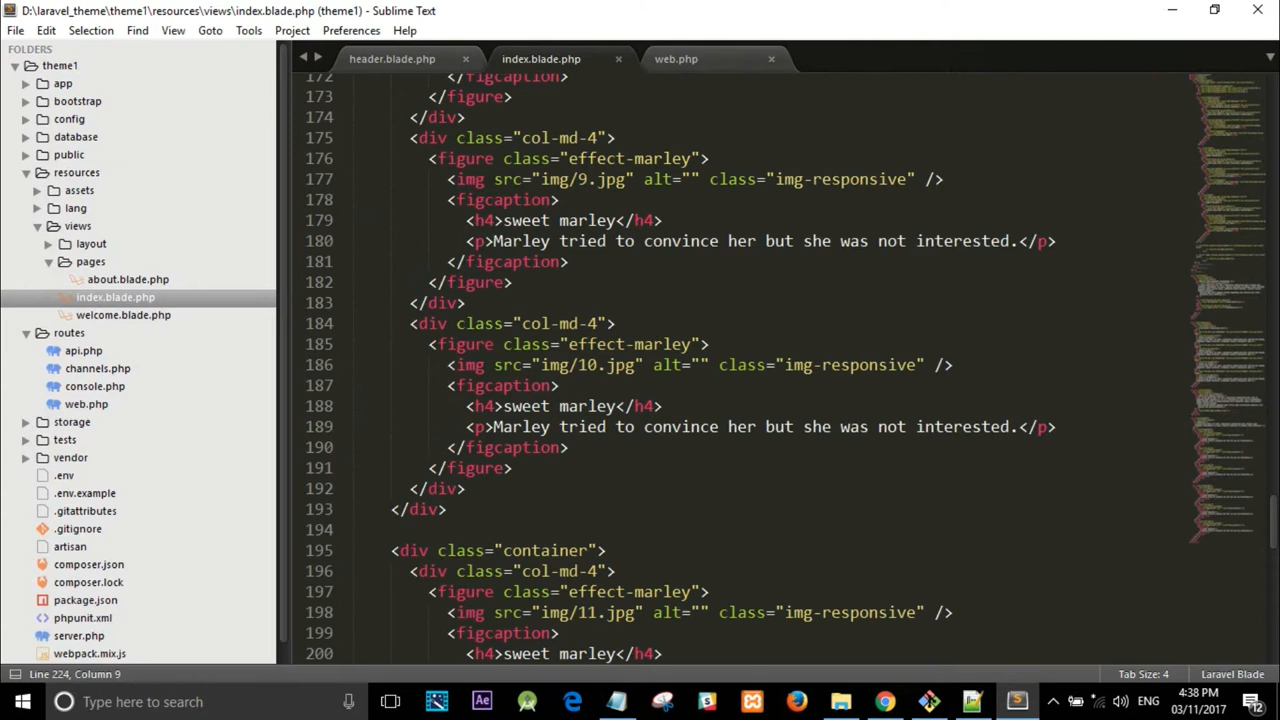 D:\laravel_theme\theme1\resources\views\index.blade.php (theme1) - Sublime Text
File Edit Selection Find View Goto Tools Project Preferences Help
FOLDERS
theme1
app
bootstrap
config
database
public
resources
assets
lang
views
layout
pages
about.blade.php
index.blade.php
welcome.blade.php
routes
api.php
channels.php
console.php
web.php
storage
tests
vendor
.env
.env.example
.gitattributes
.gitignore
artisan
composer.json
composer.lock
package.json
phpunit.xml
server.php
webpack.mix.js
header.blade.php index.blade.php web.php
172 </figcaption>
173 </figure>
174 </div>
175 <div class="col-md-4">
176 <figure class="effect-marley">
177 <img src="img/9.jpg" alt="" class="img-responsive" />
178 <figcaption>
179 <h4>sweet marley</h4>
180 <p>Marley tried to convince her but she was not interested.</p>
181 </figcaption>
182 </figure>
183 </div>
184 <div class="col-md-4">
185 <figure class="effect-marley">
186 <img src="img/10.jpg" alt="" class="img-responsive" />
187 <figcaption>
188 <h4>sweet marley</h4>
189 <p>Marley tried to convince her but she was not interested.</p>
190 </figcaption>
191 </figure>
192 </div>
193 </div>
194
195 <div class="container">
196 <div class="col-md-4">
197 <figure class="effect-marley">
198 <img src="img/11.jpg" alt="" class="img-responsive" />
199 <figcaption>
200 <h4>sweet marley</h4>
Line 224, Column 9 Tab Size: 4 Laravel Blade
Type here to search
Ae
ENG
4:38 PM
03/11/2017
12